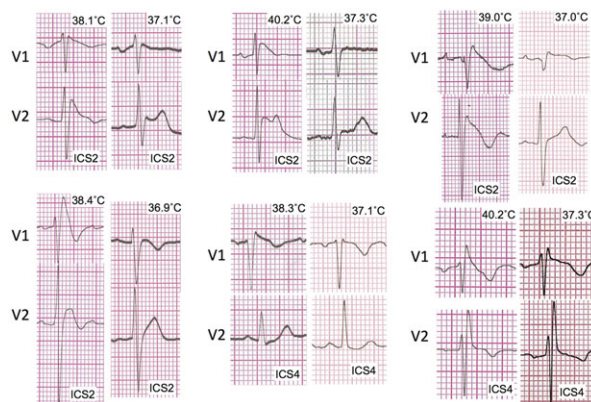 38.1°C 37.1°C
V1
V2
ICS2 ICS2
40.2°C 37.3°C
V1
V2
ICS2 ICS2
39.0°C 37.0°C
V1
V2
ICS2 ICS2
38.4°C 36.9°C
V1
V2
ICS2 ICS2
38.3°C 37.1°C
V1
V2
ICS4 ICS4
40.2°C 37.3°C
V1
V2
ICS4 ICS4